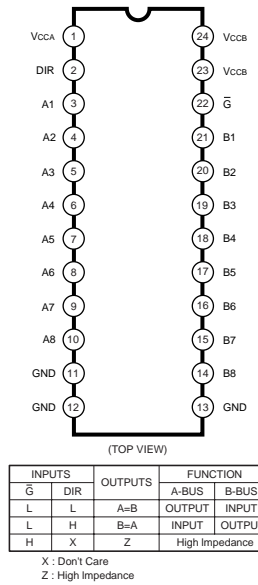 VCCA 1 24 VCCB
DIR 2 23 VCCB
A1 3 22 G̅
A2 4 21 B1
A3 5 20 B2
A4 6 19 B3
A5 7 18 B4
A6 8 17 B5
A7 9 16 B6
A8 10 15 B7
GND 11 14 B8
GND 12 13 GND
(TOP VIEW)
INPUTS OUTPUTS FUNCTION
G̅ DIR A-BUS B-BUS
L L A=B OUTPUT INPUT
L H B=A INPUT OUTPU
H X Z High Impedance
X : Don't Care
Z : High Impedance